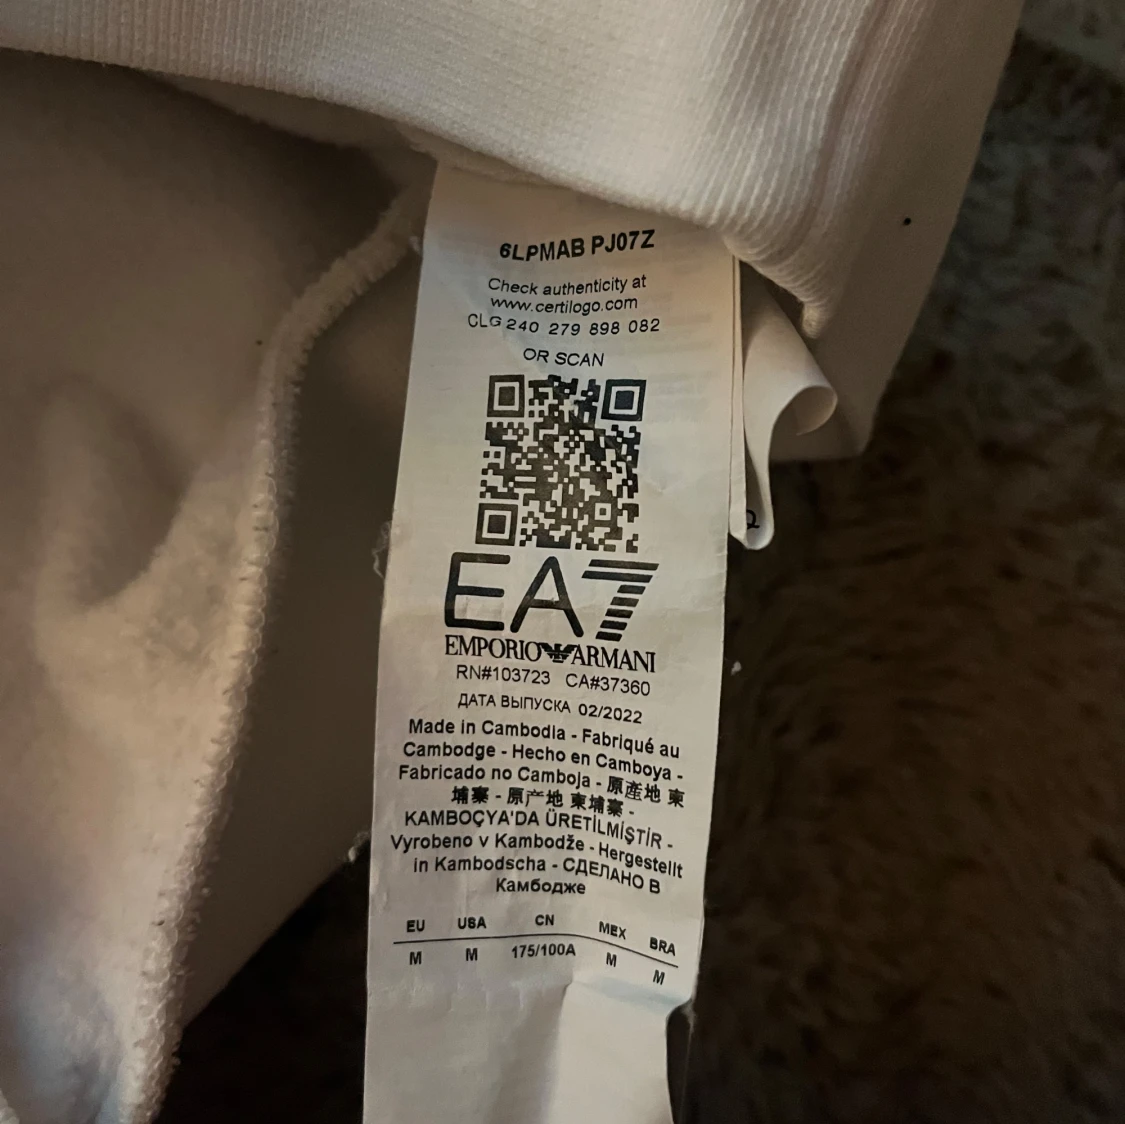 6LPMAB PJ07Z
Check authenticity at
www.certilogo.com
CLG 240 279 898 082
OR SCAN
EA7
EMPORIO ARMANI
RN#103723 CA#37360
ДАТА ВЫПУСКА 02/2022
Made in Cambodia - Fabriqué au
Cambodge - Hecho en Camboya -
Fabricado no Camboja - 原產地 柬
埔寨 - 原产地 柬埔寨 -
KAMBOÇYA'DA ÜRETİLMİŞTİR -
Vyrobeno v Kambodže - Hergestellt
in Kambodscha - СДЕЛАНО В
Камбодже
EU USA CN MEX BRA
M M 175/100A M M